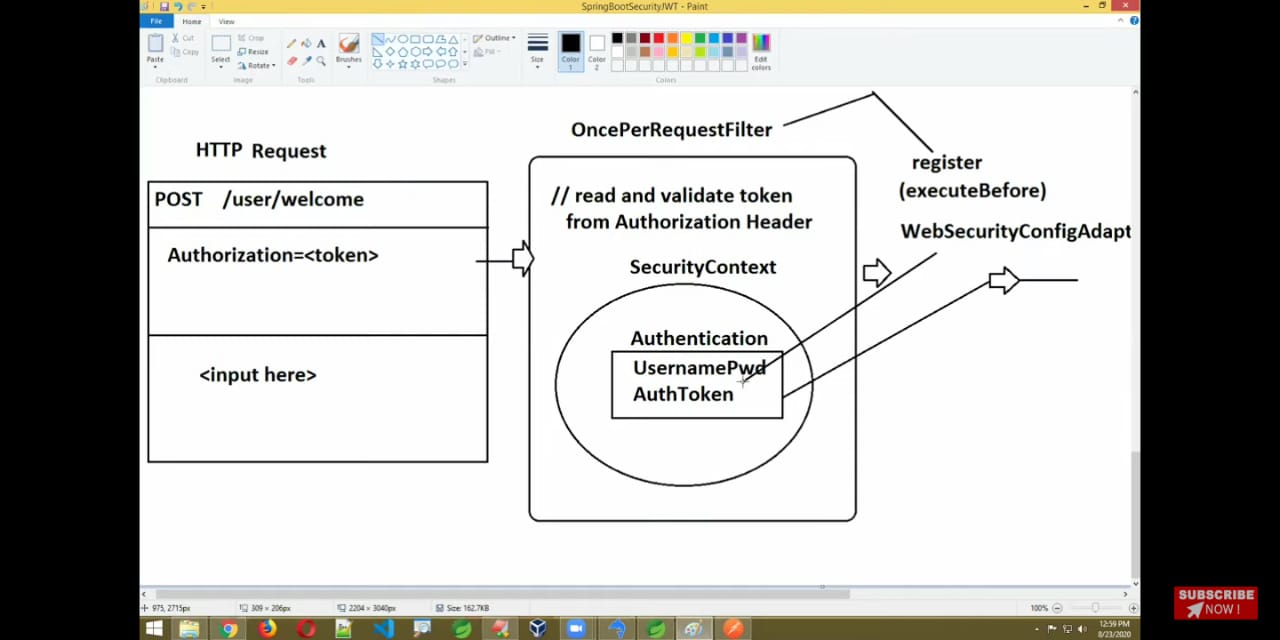 SpringBootSecurityJWT - Paint
File Home View
Paste
Cut
Copy
Clipboard
Select
Crop
Resize
Rotate
Image
A
Tools
Brushes
Outline
Fill
Shapes
Size
Color 1
Color 2
Edit colors
Colors
HTTP Request
POST /user/welcome
Authorization=<token>
<input here>
OncePerRequestFilter
// read and validate token
from Authorization Header
SecurityContext
Authentication
UsernamePwd
AuthToken
register
(executeBefore)
WebSecurityConfigAdapt
975, 2715px
309 × 206px
2204 × 3040px
Size: 162.7KB
100%
12:59 PM
8/23/2020
SUBSCRIBE
NOW !